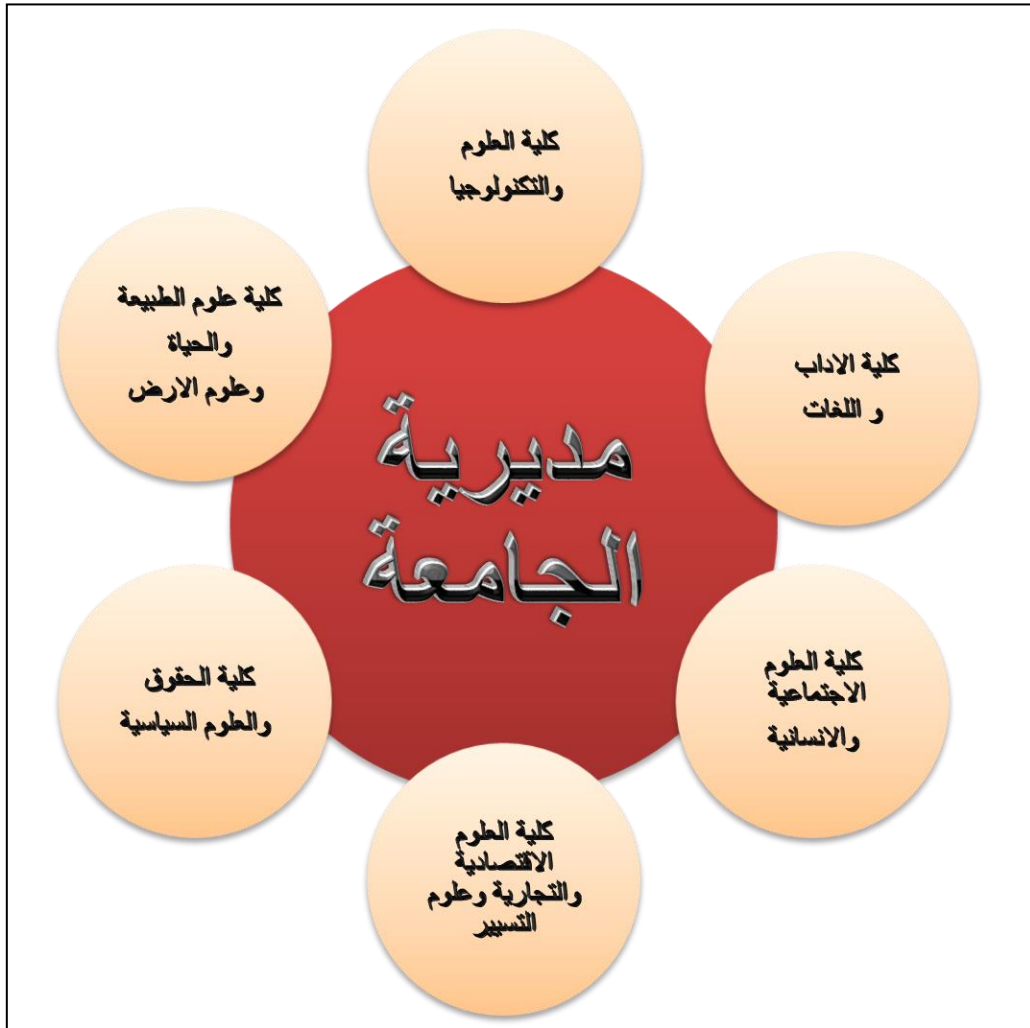 كلية العلوم
والتكنولوجيا
كلية الاداب
و اللغات
كلية العلوم
الاجتماعية
والانسانية
كلية العلوم
الاقتصادية
والتجارية وعلوم
التسيير
كلية الحقوق
والعلوم السياسية
كلية علوم الطبيعة
والحياة
وعلوم الارض
مديرية
الجامعة